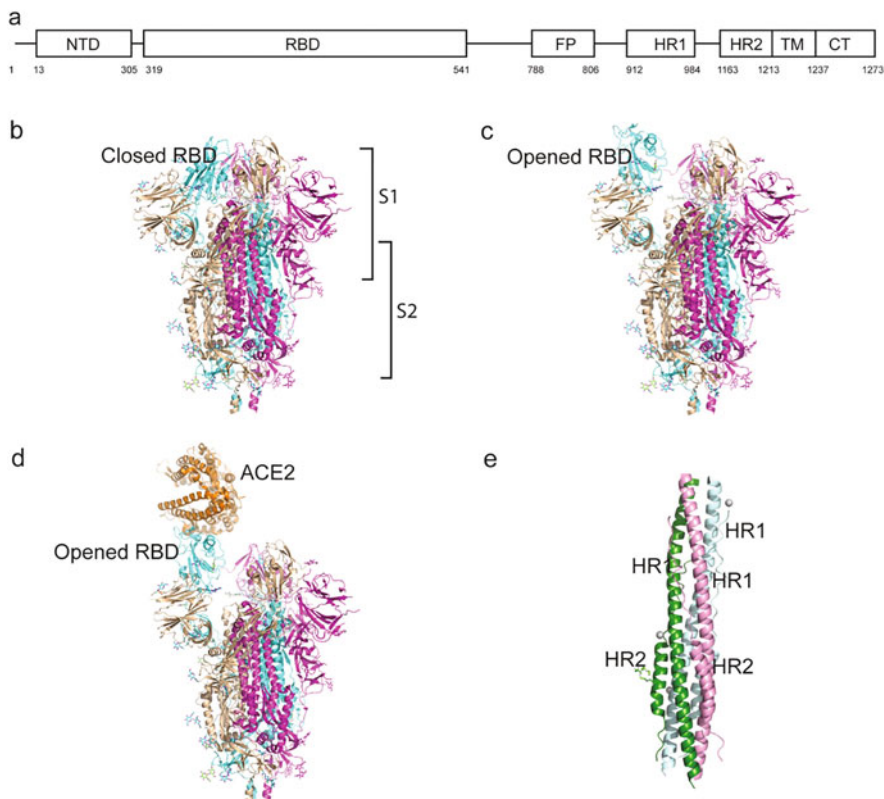 a
NTD RBD FP HR1 HR2 TM CT
1 13 305 319 541 788 806 912 984 1163 1213 1237 1273
b
Closed RBD
S1
S2
c
Opened RBD
d
ACE2
Opened RBD
e
HR1
HR1
HR1
HR2
HR2